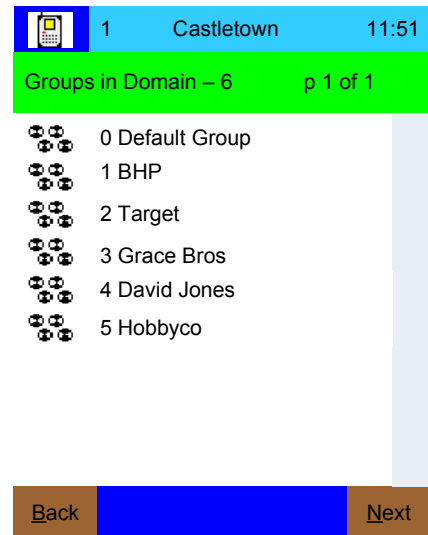 1 Castletown 11:51
Groups in Domain – 6 p 1 of 1
0 Default Group
1 BHP
2 Target
3 Grace Bros
4 David Jones
5 Hobbyco
Back Next